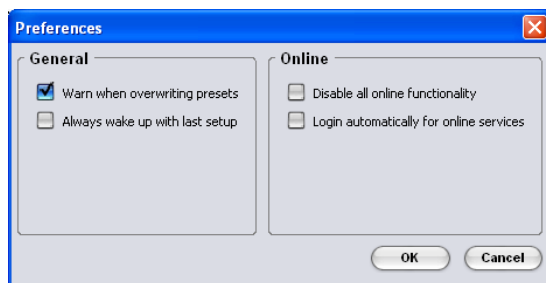 Preferences
General
Warn when overwriting presets
Always wake up with last setup
Online
Disable all online functionality
Login automatically for online services
OK
Cancel